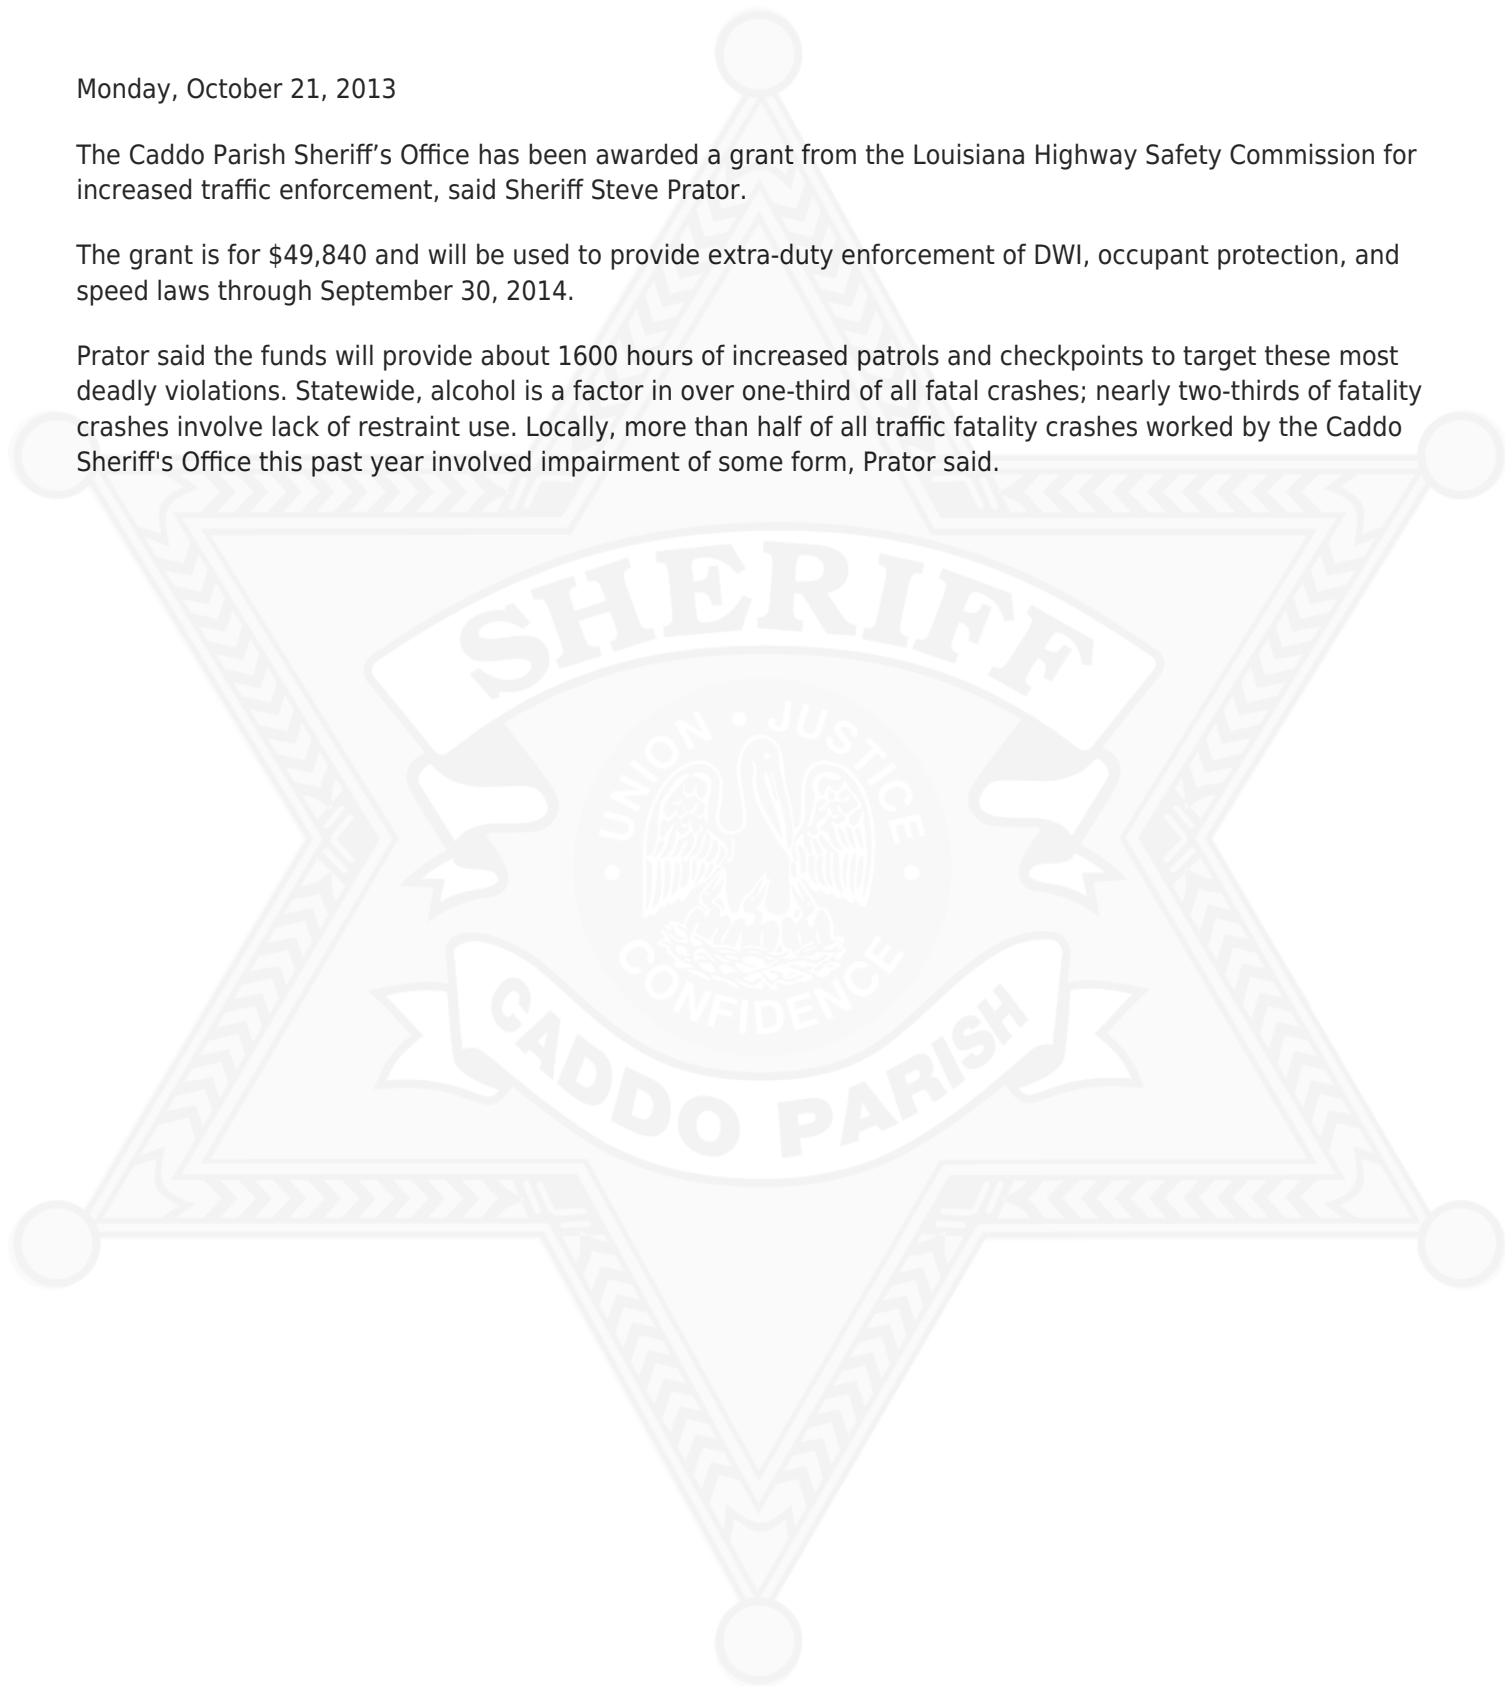 Monday, October 21, 2013
The Caddo Parish Sheriff’s Office has been awarded a grant from the Louisiana Highway Safety Commission for
increased traffic enforcement, said Sheriff Steve Prator.
The grant is for $49,840 and will be used to provide extra-duty enforcement of DWI, occupant protection, and
speed laws through September 30, 2014.
Prator said the funds will provide about 1600 hours of increased patrols and checkpoints to target these most
deadly violations. Statewide, alcohol is a factor in over one-third of all fatal crashes; nearly two-thirds of fatality
crashes involve lack of restraint use. Locally, more than half of all traffic fatality crashes worked by the Caddo
Sheriff's Office this past year involved impairment of some form, Prator said.
SHERIFF
UNION • JUSTICE
• CONFIDENCE •
CADDO PARISH